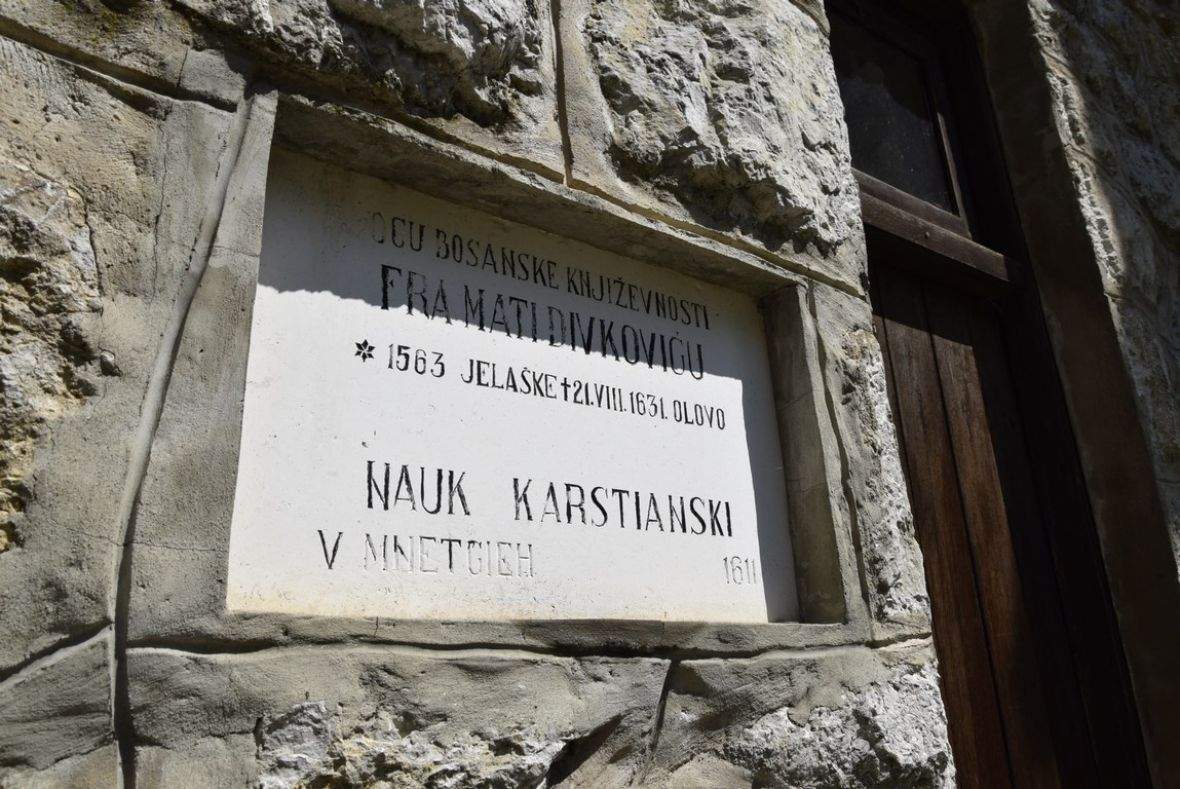 OCU BOSANSKE KNJIŽEVNOSTI
FRA MATI DIVKOVIĆU
* 1563 JELAŠKE † 21.VIII.1631. OLOVO
NAUK KARSTIANSKI
V MNETCIEH 1611